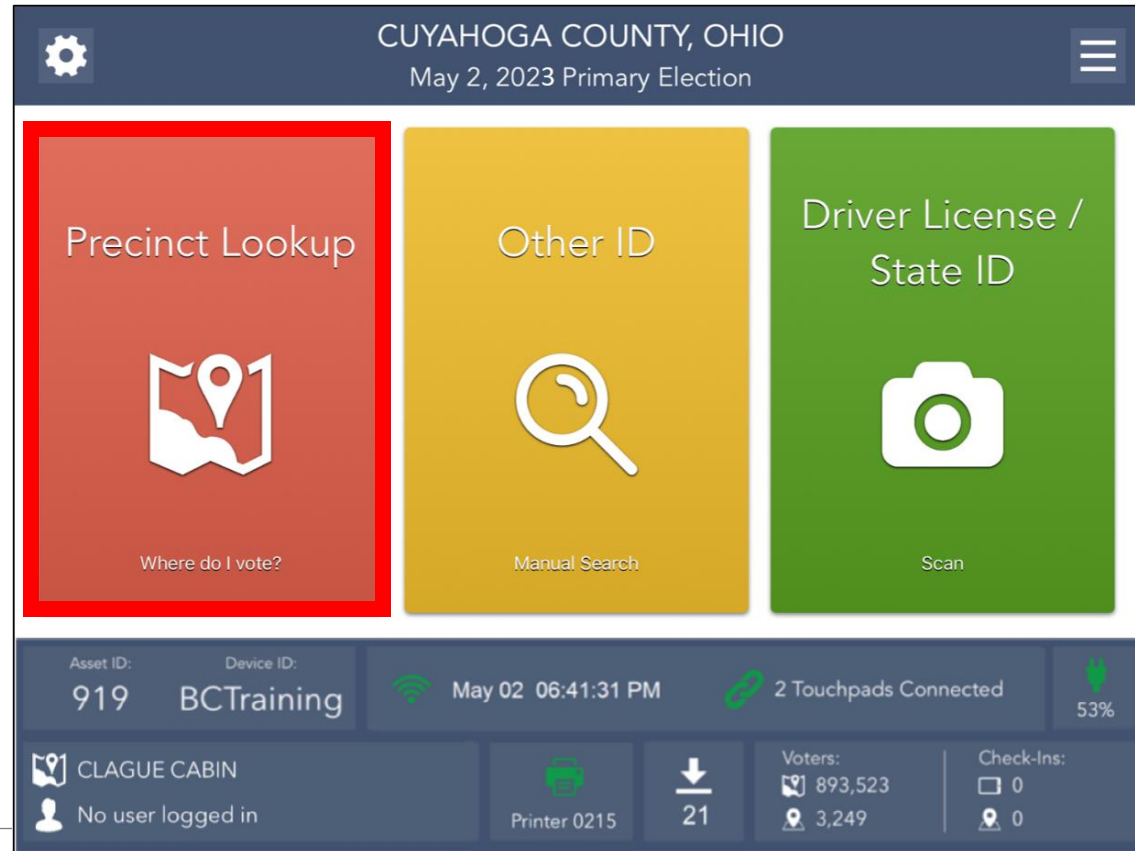 CUYAHOGA COUNTY, OHIO
May 2, 2023 Primary Election
Precinct Lookup
Where do I vote?
Other ID
Manual Search
Driver License /
State ID
Scan
Asset ID:
919
Device ID:
BCTraining
May 02 06:41:31 PM
2 Touchpads Connected
53%
CLAGUE CABIN
No user logged in
Printer 0215
21
Voters:
893,523
3,249
Check-Ins:
0
0